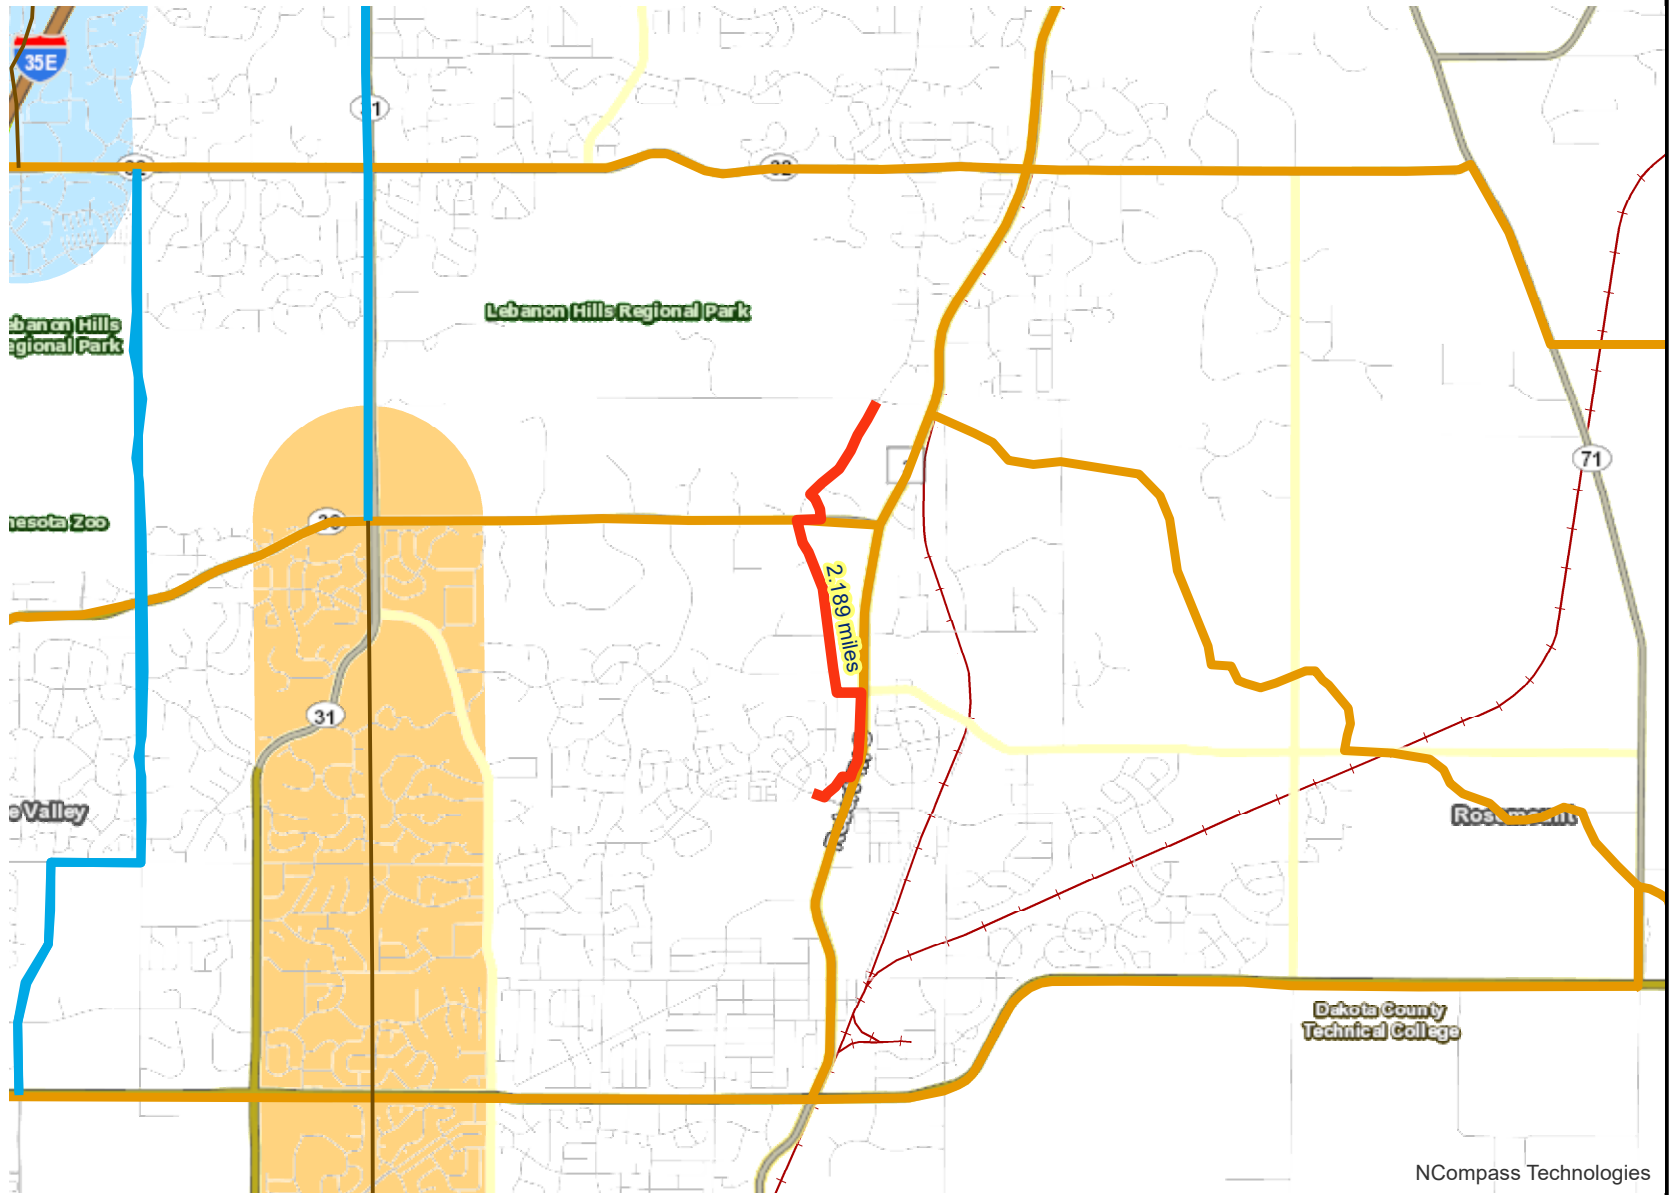 35E
Lebanon Hills Regional Park
ebanon Hills
egional Park
71
nesota Zoo
2.189 miles
31
e Valley
Dakota County
Technical College
NCompass Technologies